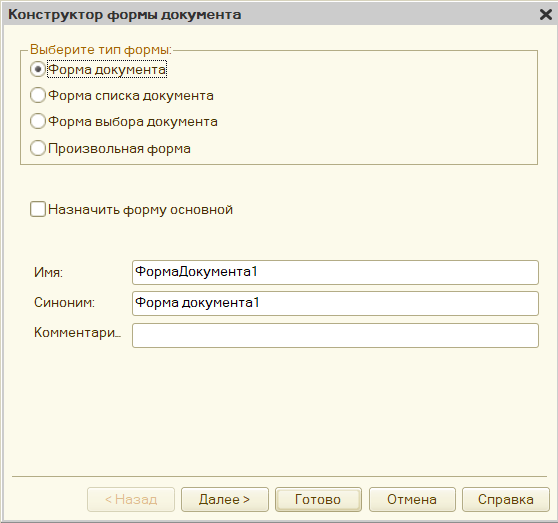 Конструктор формы документа
Выберите тип формы:
Форма документа
Форма списка документа
Форма выбора документа
Произвольная форма
Назначить форму основной
Имя: ФормаДокумента1
Синоним: Форма документа1
Комментари...
< Назад Далее > Готово Отмена Справка